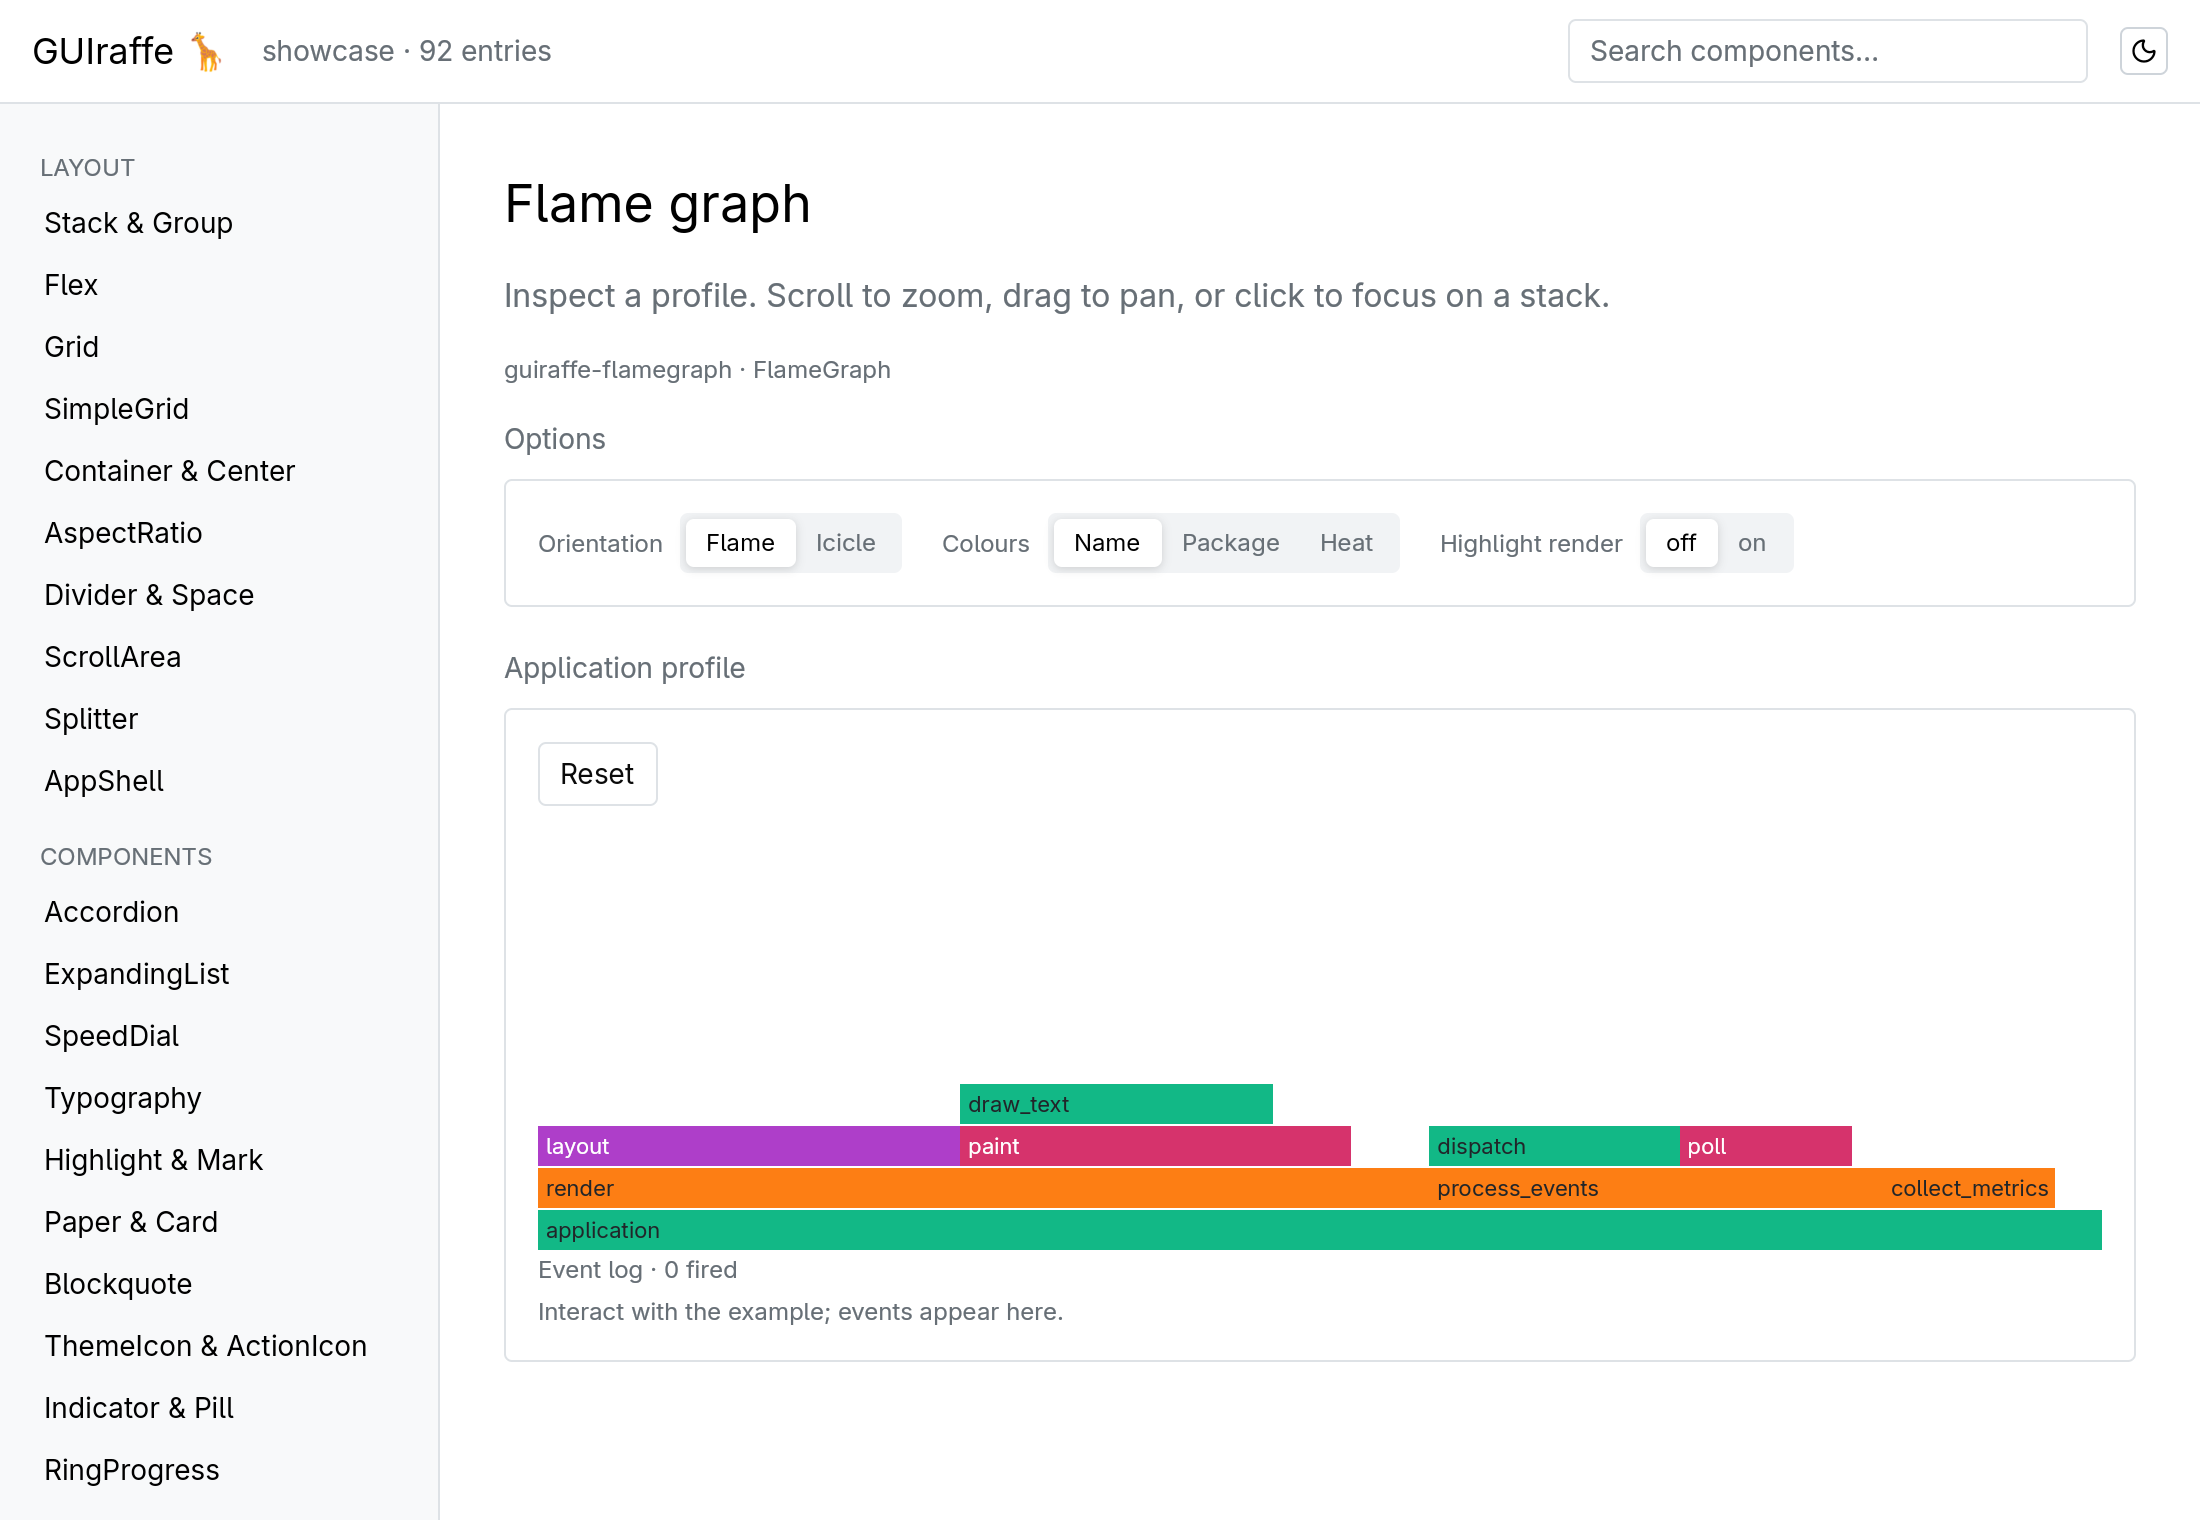 GUIraffe 🦒 showcase · 92 entries
Search components...
LAYOUT
Stack & Group
Flex
Grid
SimpleGrid
Container & Center
AspectRatio
Divider & Space
ScrollArea
Splitter
AppShell
COMPONENTS
Accordion
ExpandingList
SpeedDial
Typography
Highlight & Mark
Paper & Card
Blockquote
ThemeIcon & ActionIcon
Indicator & Pill
RingProgress
Flame graph
Inspect a profile. Scroll to zoom, drag to pan, or click to focus on a stack.
guiraffe-flamegraph · FlameGraph
Options
Orientation Flame Icicle Colours Name Package Heat Highlight render off on
Application profile
Reset
draw_text
layout paint dispatch poll
render process_events collect_metrics
application
Event log · 0 fired
Interact with the example; events appear here.